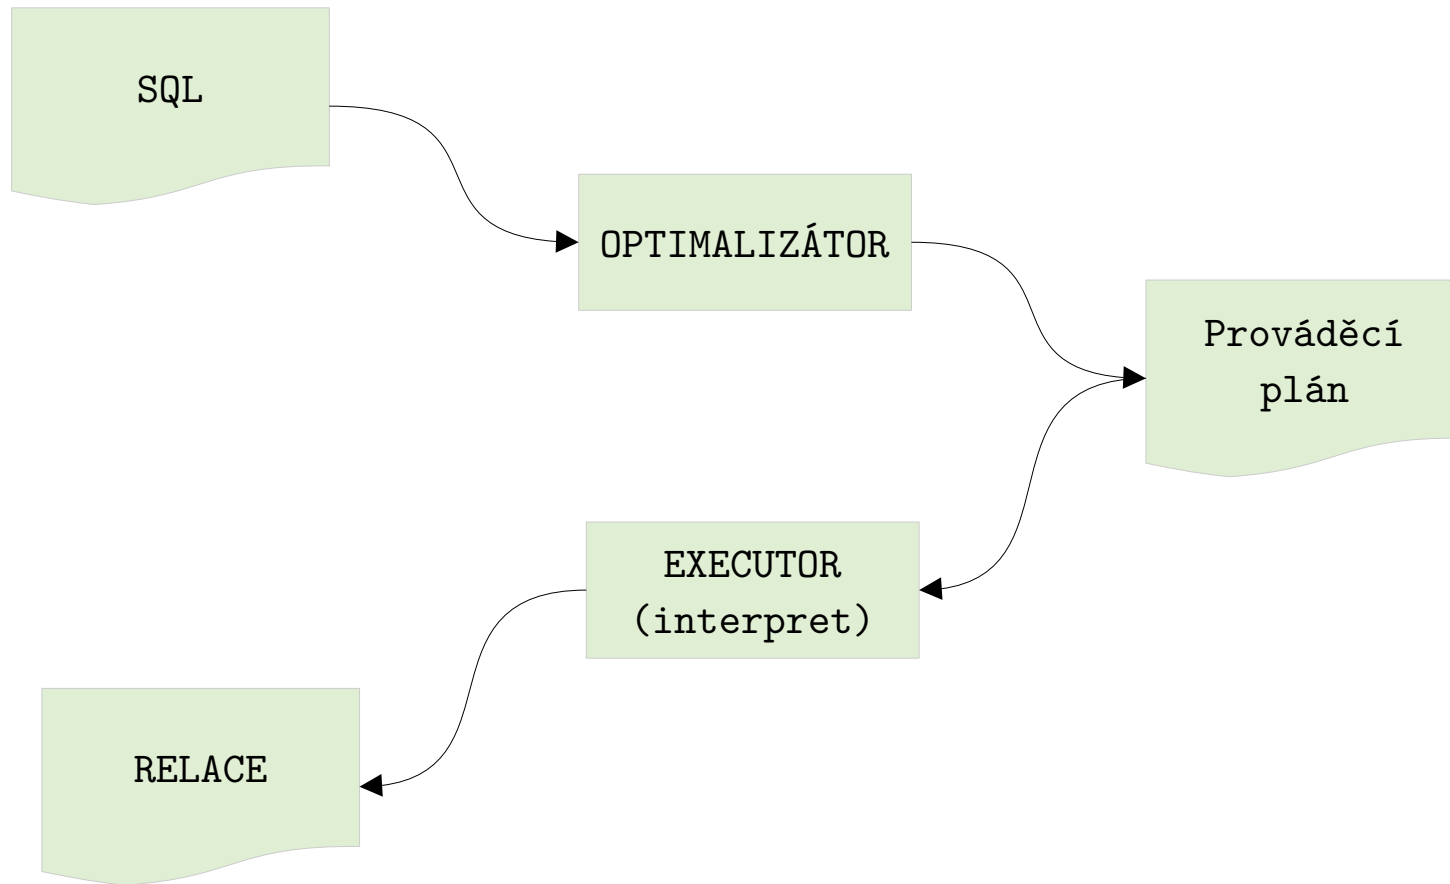 SQL
OPTIMALIZÁTOR
Prováděcí
plán
EXECUTOR
(interpret)
RELACE